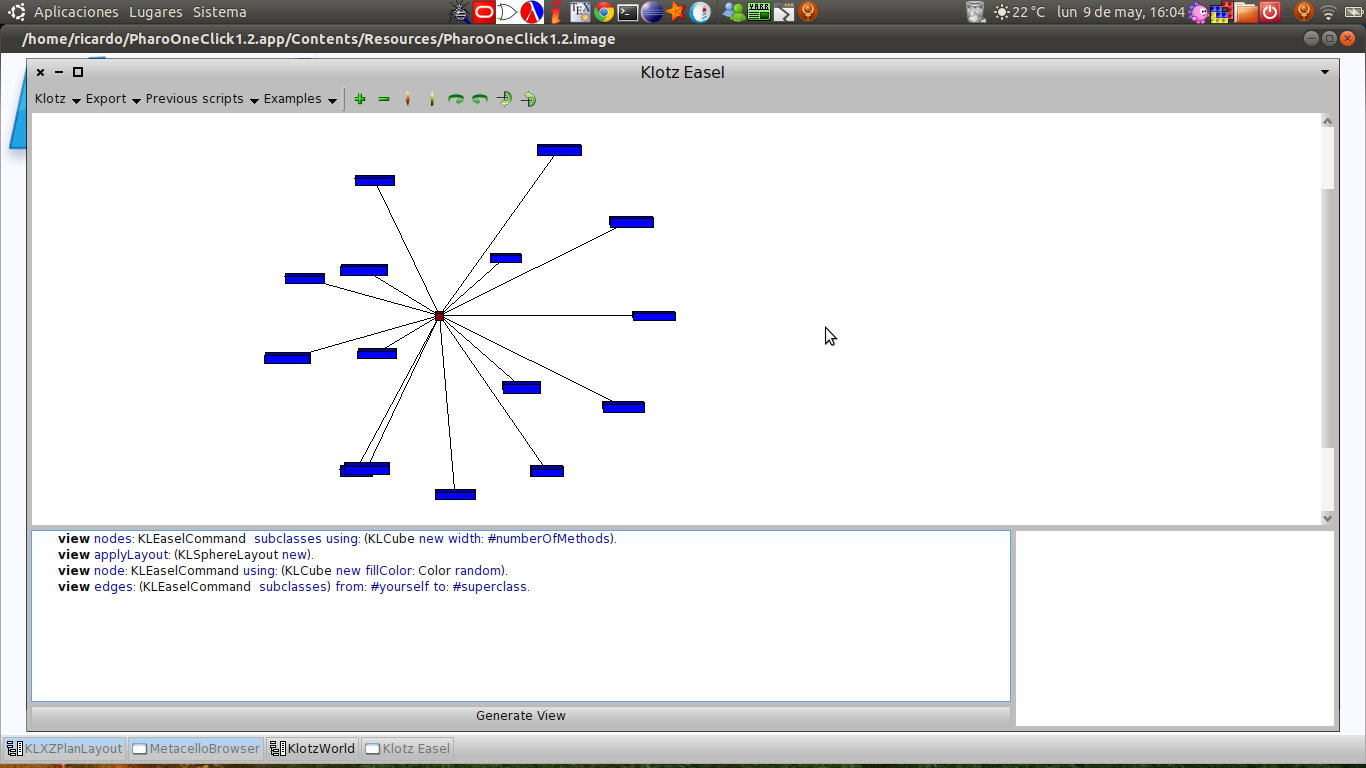 Aplicaciones Lugares Sistema 22 °C lun 9 de may, 16:04
/home/ricardo/PharoOneClick1.2.app/Contents/Resources/PharoOneClick1.2.image
Klotz Easel
Klotz Export Previous scripts Examples
view nodes: KLEaselCommand subclasses using: (KLCube new width: #numberOfMethods).
view applyLayout: (KLSphereLayout new).
view node: KLEaselCommand using: (KLCube new fillColor: Color random).
view edges: (KLEaselCommand subclasses) from: #yourself to: #superclass.
Generate View
KLXZPlanLayout MetacelloBrowser KlotzWorld Klotz Easel